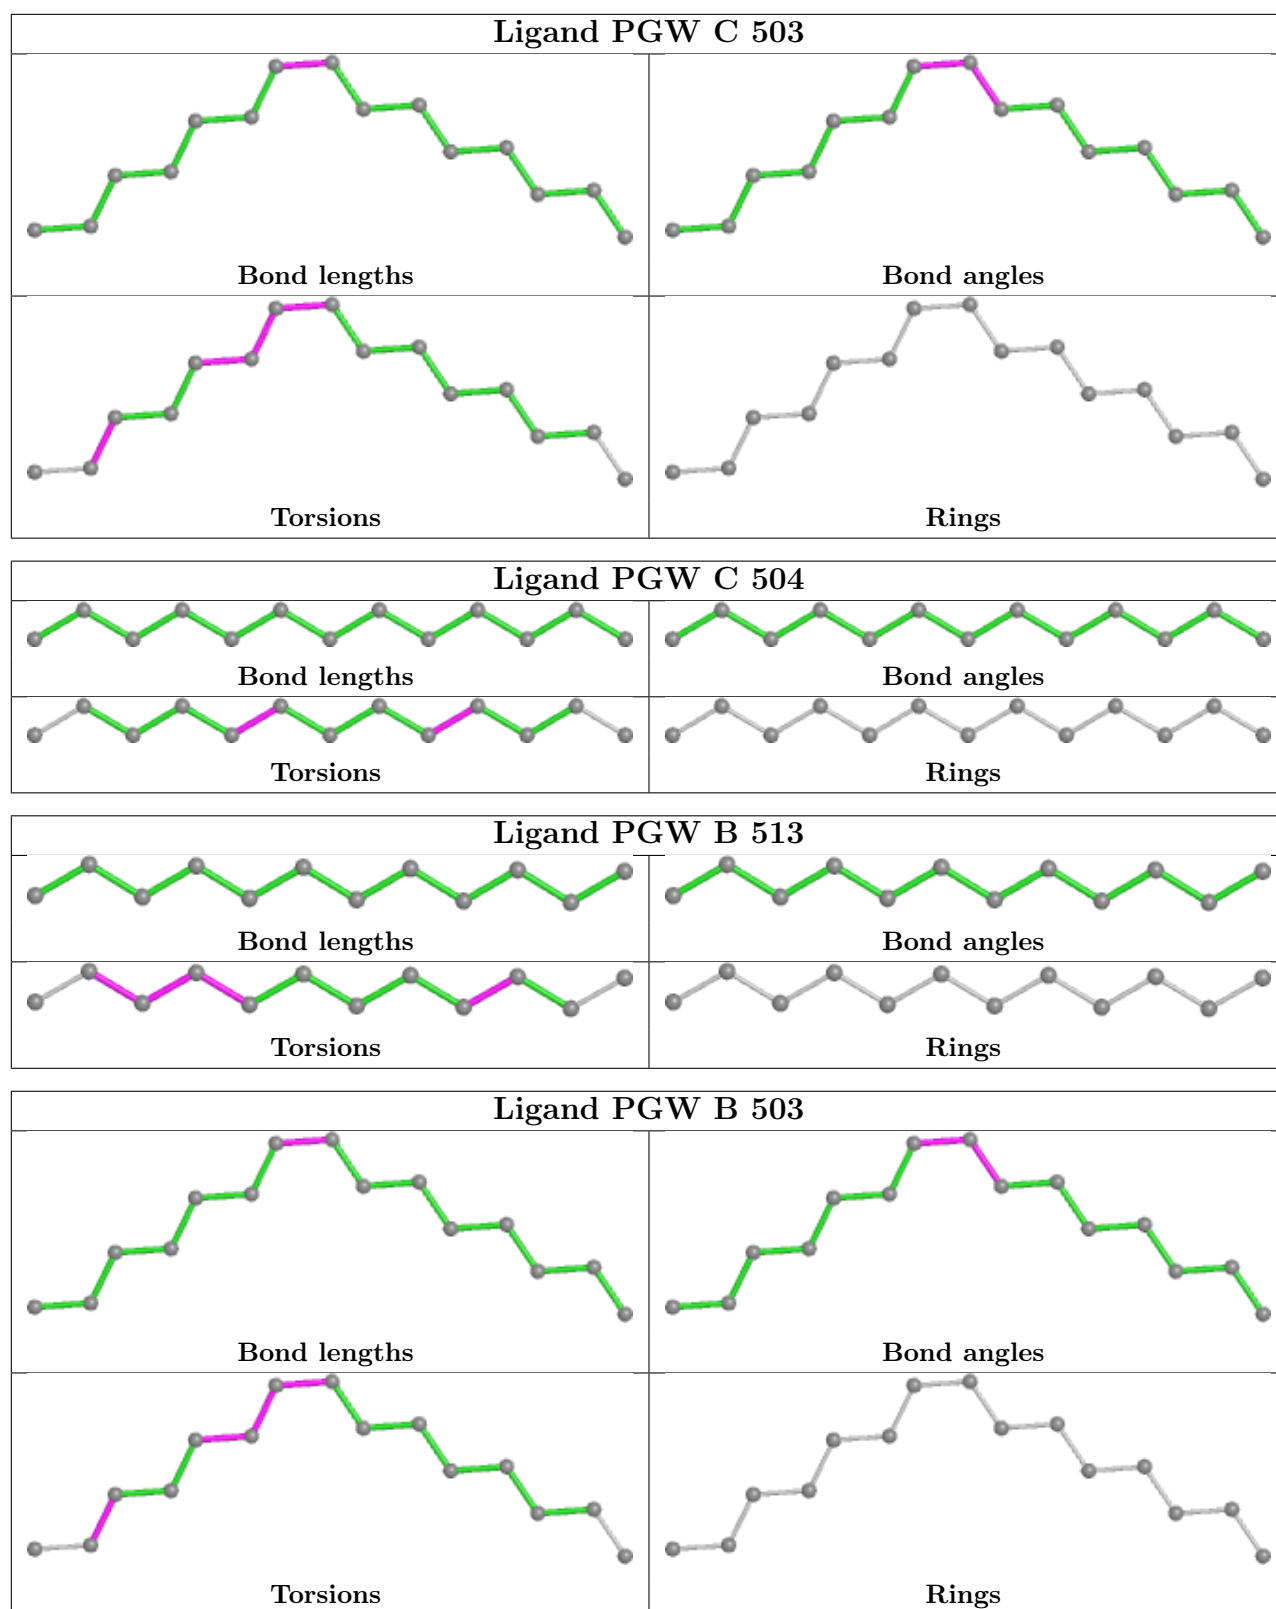 Ligand PGW C 503
Bond lengths
Bond angles
Torsions
Rings
Ligand PGW C 504
Bond lengths
Bond angles
Torsions
Rings
Ligand PGW B 513
Bond lengths
Bond angles
Torsions
Rings
Ligand PGW B 503
Bond lengths
Bond angles
Torsions
Rings